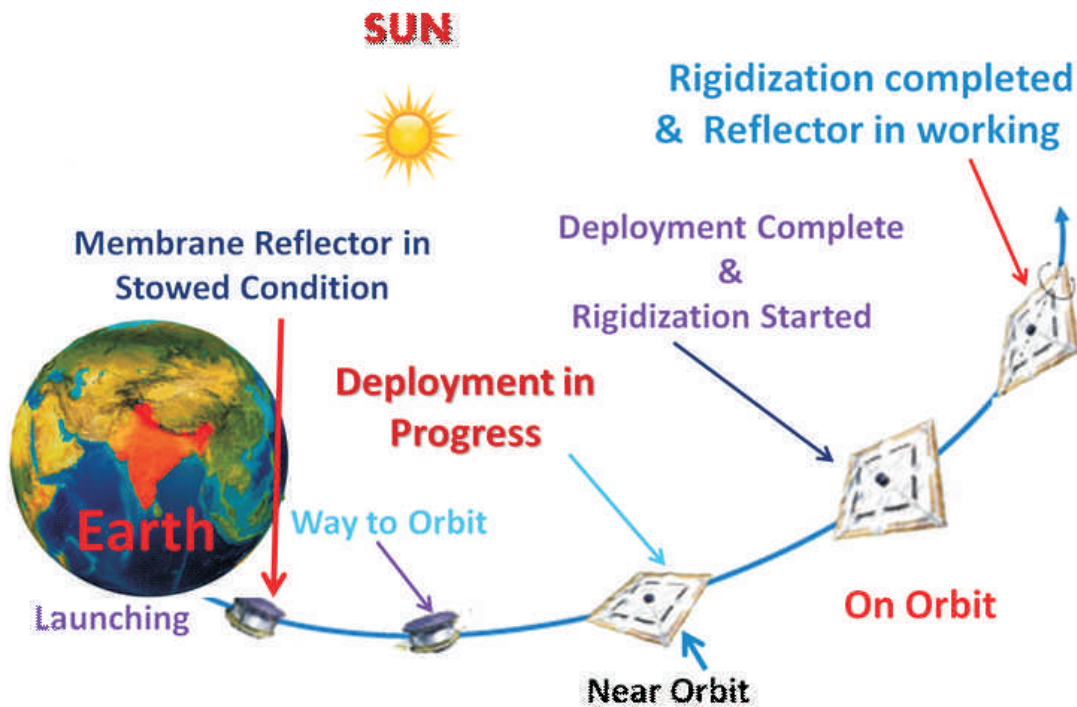 SUN
Rigidization completed
& Reflector in working
Deployment Complete
&
Rigidization Started
Membrane Reflector in
Stowed Condition
Deployment in
Progress
Earth
Way to Orbit
Launching
On Orbit
Near Orbit